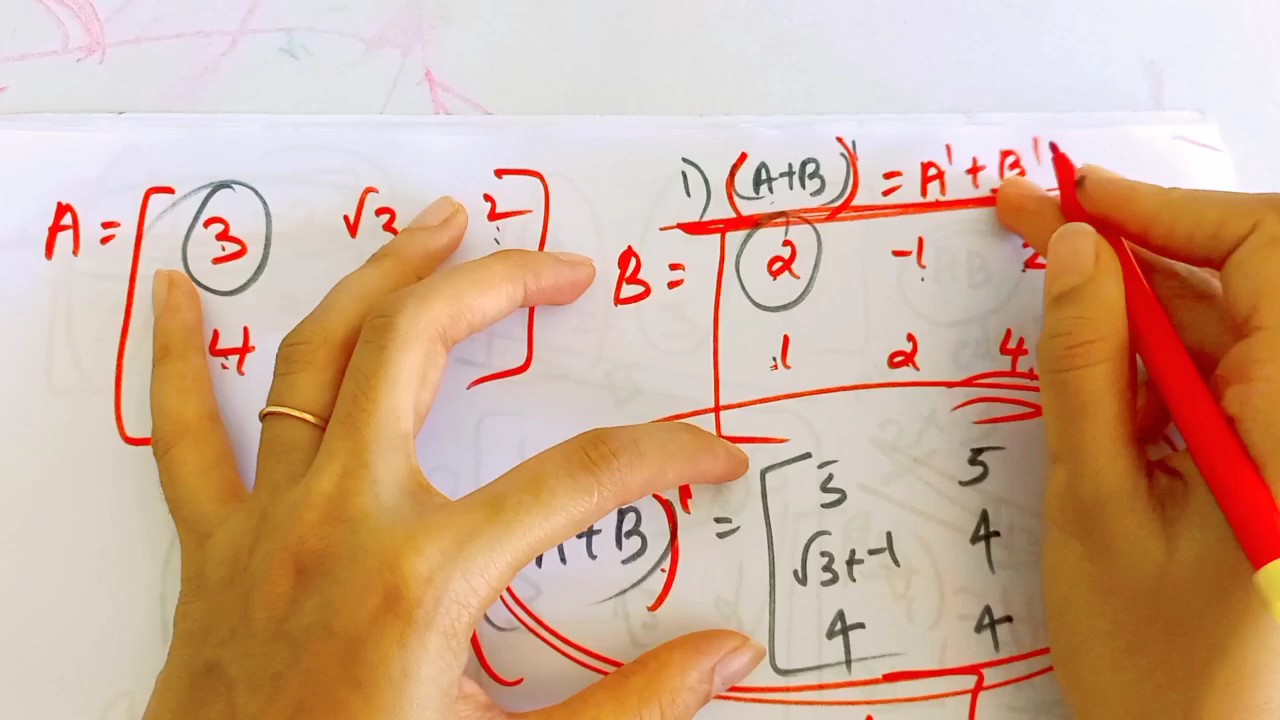 1) (A+B)' = A' + B'
A = [ 3 √3 2
4
B = [ 2 -1 2
1 2 4
A+B)' = [ 5 5
√3+-1 4
4 4